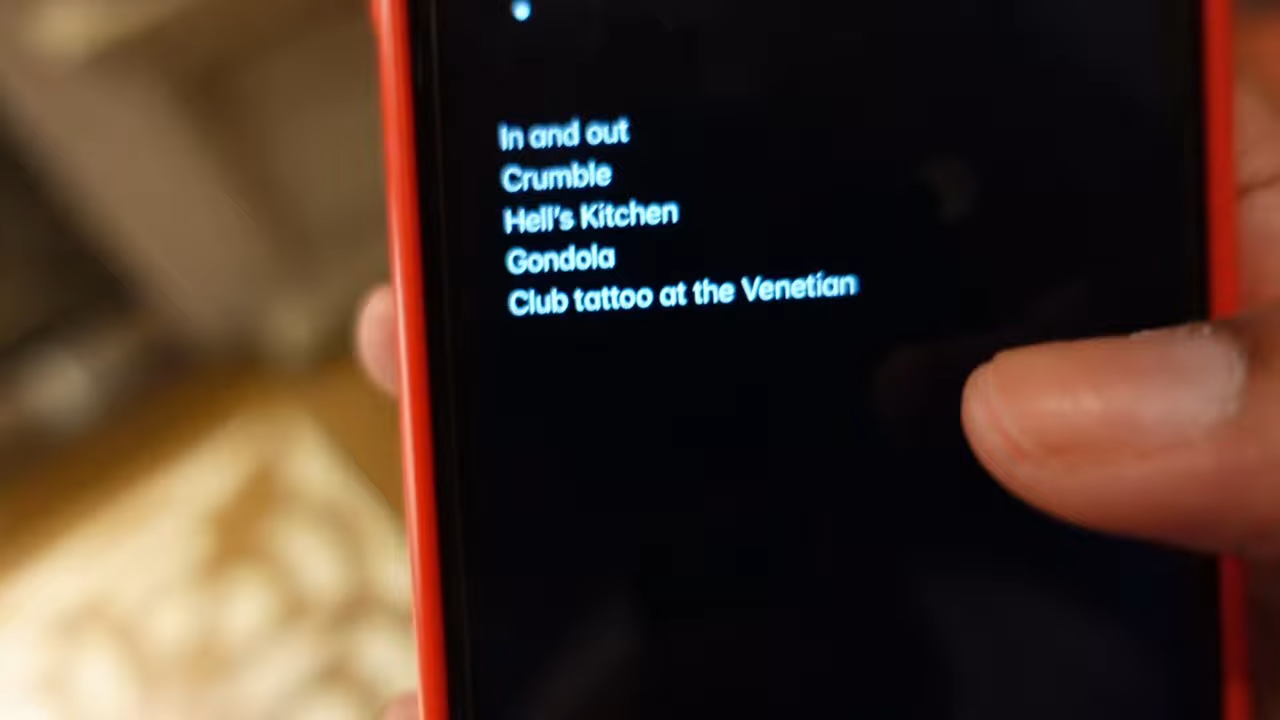 In and out
Crumble
Hell's Kitchen
Gondola
Club tattoo at the Venetian